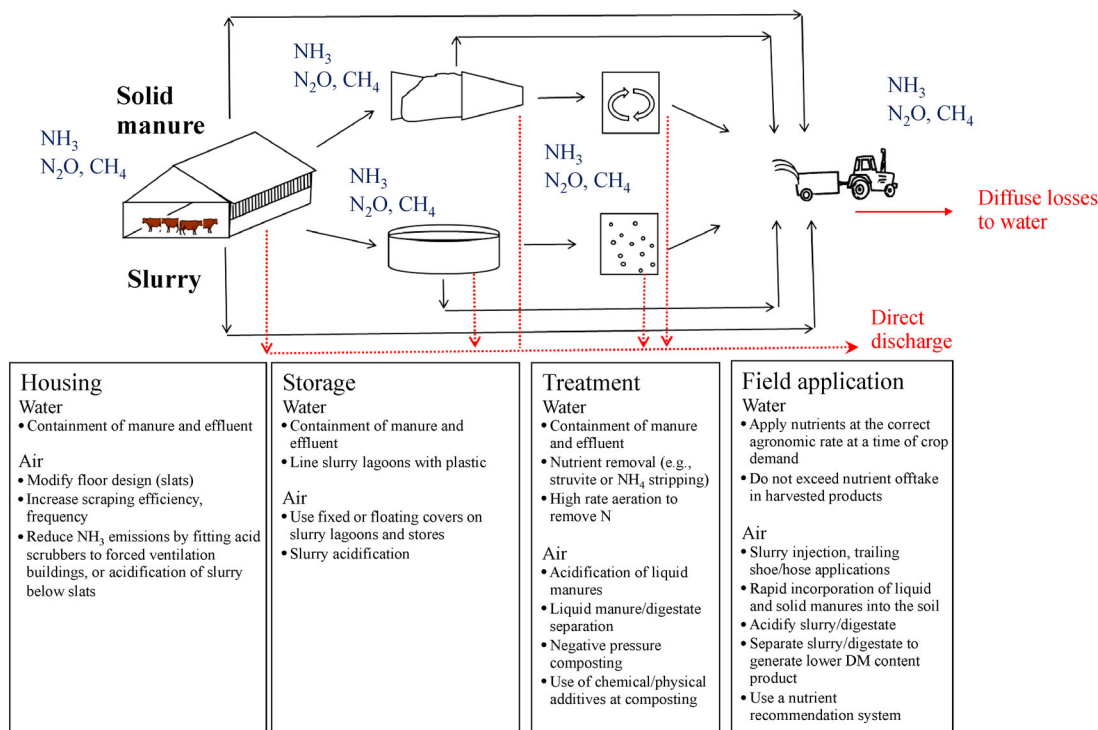 NH₃
N₂O, CH₄
NH₃
N₂O, CH₄
Solid
manure
NH₃
N₂O, CH₄
NH₃
N₂O, CH₄
NH₃
N₂O, CH₄
Diffuse losses
to water
Slurry
Direct
discharge
Housing
Water
• Containment of manure and effluent
Air
• Modify floor design (slats)
• Increase scraping efficiency,
frequency
• Reduce NH₃ emissions by fitting acid
scrubbers to forced ventilation
buildings, or acidification of slurry
below slats
Storage
Water
• Containment of manure and
effluent
• Line slurry lagoons with plastic
Air
• Use fixed or floating covers on
slurry lagoons and stores
• Slurry acidification
Treatment
Water
• Containment of manure
and effluent
• Nutrient removal (e.g.,
struvite or NH₄ stripping)
• High rate aeration to
remove N
Air
• Acidification of liquid
manures
• Liquid manure/digestate
separation
• Negative pressure
composting
• Use of chemical/physical
additives at composting
Field application
Water
• Apply nutrients at the correct
agronomic rate at a time of crop
demand
• Do not exceed nutrient offtake
in harvested products
Air
• Slurry injection, trailing
shoe/hose applications
• Rapid incorporation of liquid
and solid manures into the soil
• Acidify slurry/digestate
• Separate slurry/digestate to
generate lower DM content
product
• Use a nutrient
recommendation system